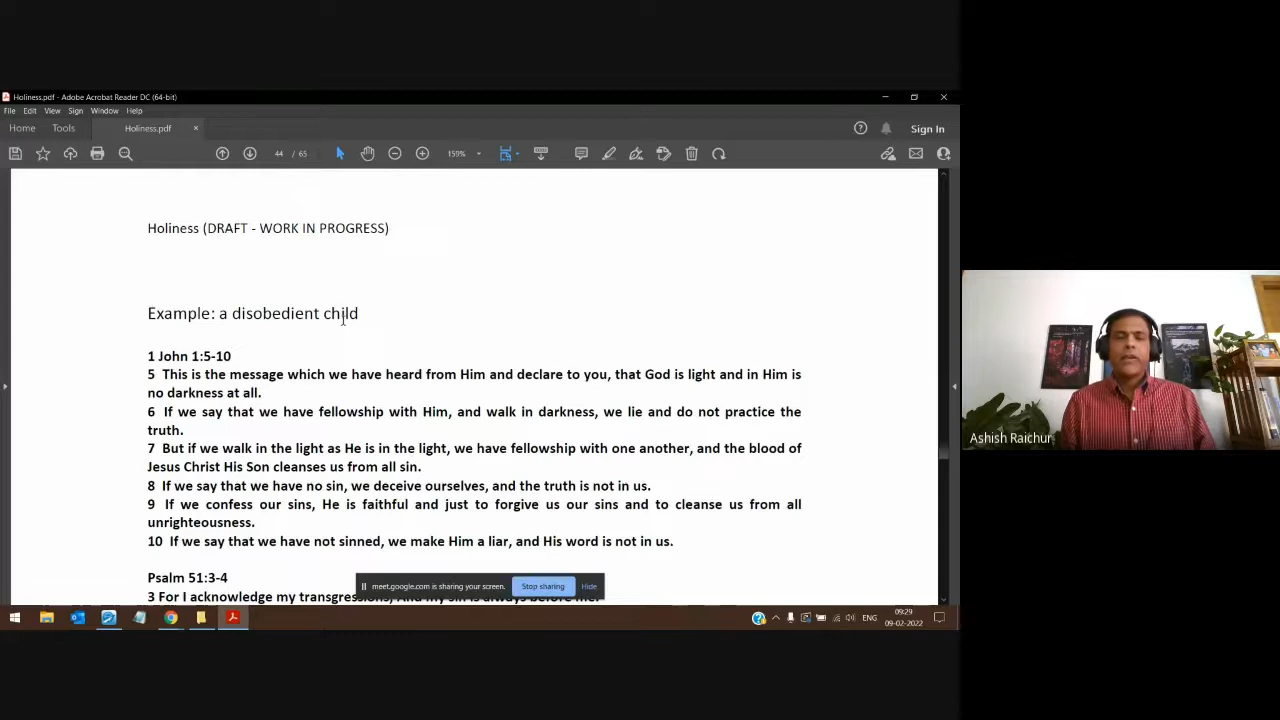 Holiness.pdf - Adobe Acrobat Reader DC (64-bit)
File Edit View Sign Window Help
Home Tools Holiness.pdf × Sign In
44 / 65 159%
Holiness (DRAFT - WORK IN PROGRESS)
Example: a disobedient child
1 John 1:5-10
5 This is the message which we have heard from Him and declare to you, that God is light and in Him is
no darkness at all.
6 If we say that we have fellowship with Him, and walk in darkness, we lie and do not practice the
truth.
7 But if we walk in the light as He is in the light, we have fellowship with one another, and the blood of
Jesus Christ His Son cleanses us from all sin.
8 If we say that we have no sin, we deceive ourselves, and the truth is not in us.
9 If we confess our sins, He is faithful and just to forgive us our sins and to cleanse us from all
unrighteousness.
10 If we say that we have not sinned, we make Him a liar, and His word is not in us.
Psalm 51:3-4
3 For I acknowledge my transgressions, And my sin is always before me.
meet.google.com is sharing your screen. Stop sharing Hide
ENG
09:29
09-02-2022
Ashish Raichur